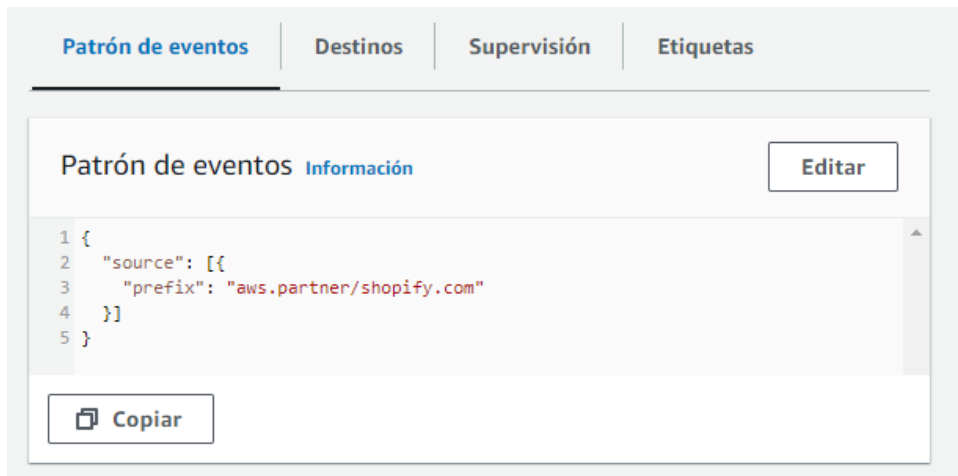 Patrón de eventos Destinos Supervisión Etiquetas
Patrón de eventos Información Editar
1 {
2 "source": [{
3 "prefix": "aws.partner/shopify.com"
4 }]
5 }
Copiar